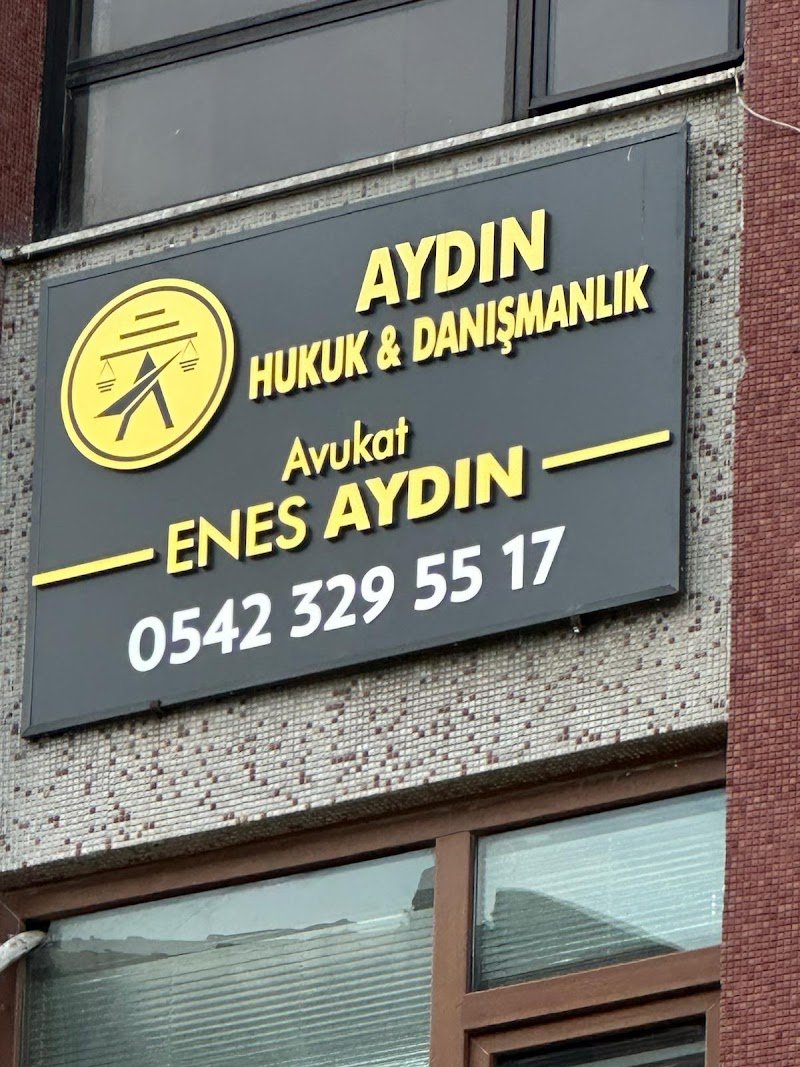 AYDIN
HUKUK & DANIŞMANLIK
Avukat
ENES AYDIN
0542 329 55 17